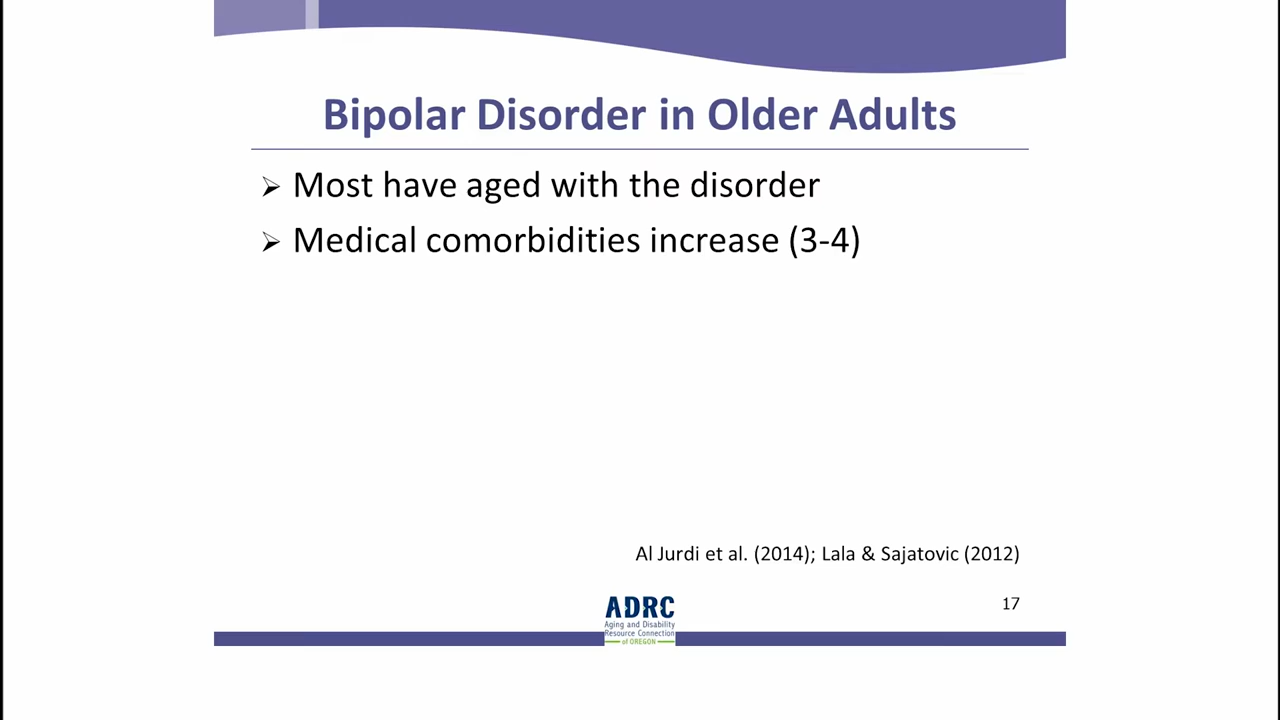 Bipolar Disorder in Older Adults
➢ Most have aged with the disorder
➢ Medical comorbidities increase (3-4)
Al Jurdi et al. (2014); Lala & Sajatovic (2012)
17
ADRC
Aging and Disability
Resource Connection
of OREGON